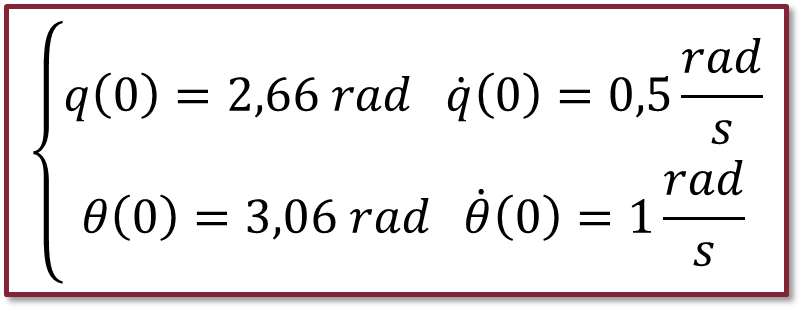 q(0) = 2,66 rad q̇(0) = 0,5 rad/s
θ(0) = 3,06 rad θ̇(0) = 1 rad/s